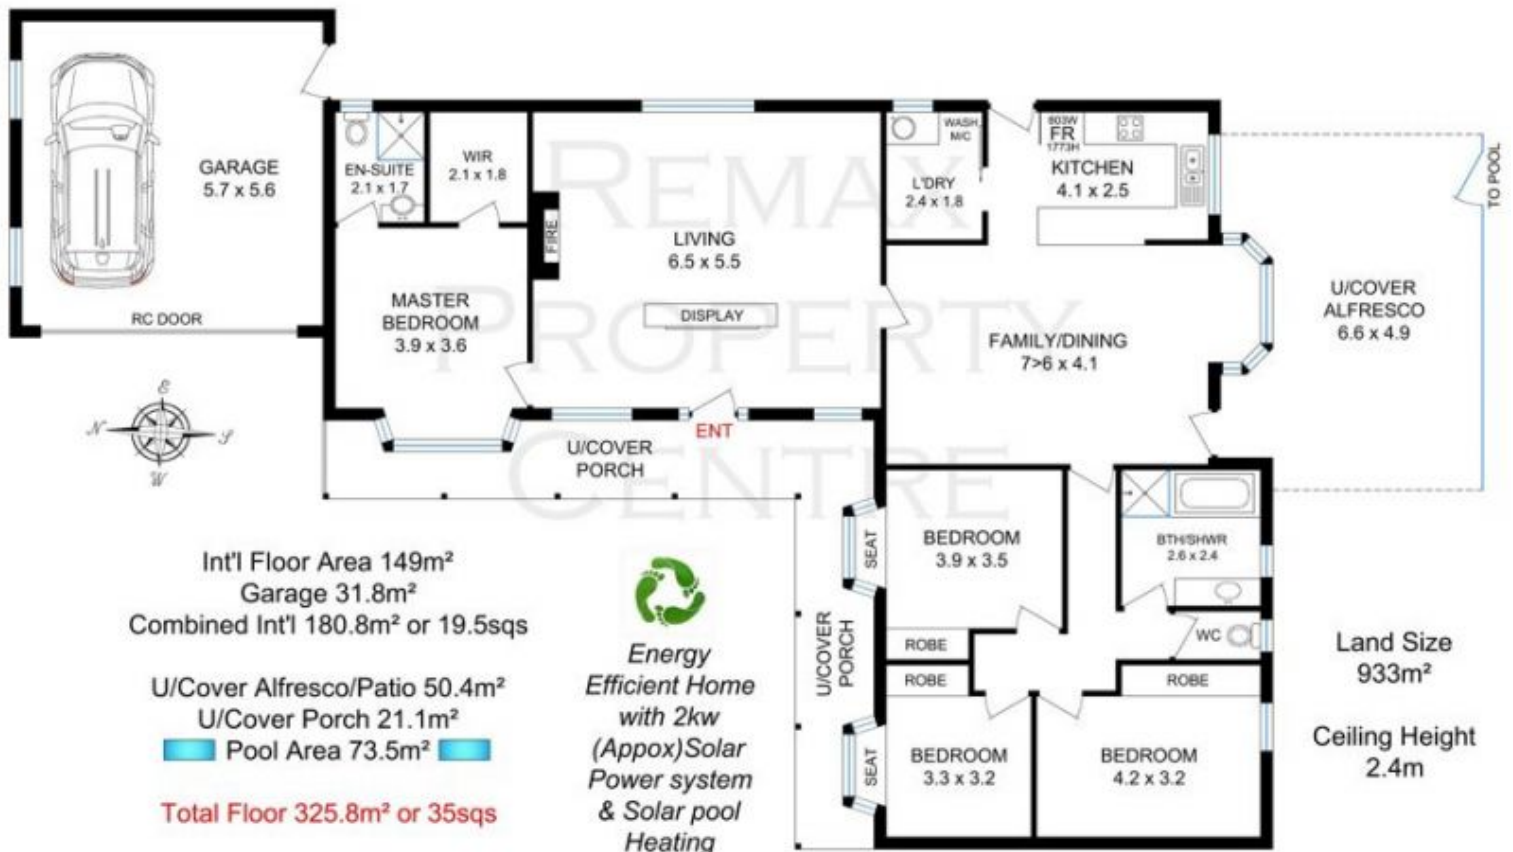 REMAX
PROPERTY
CENTRE
GARAGE
5.7 x 5.6
RC DOOR
EN-SUITE
2.1 x 1.7
WIR
2.1 x 1.8
MASTER
BEDROOM
3.9 x 3.6
FIRE
LIVING
6.5 x 5.5
DISPLAY
WASH
M/C
L'DRY
2.4 x 1.8
803W
FR
1773H
KITCHEN
4.1 x 2.5
TO POOL
FAMILY/DINING
7>6 x 4.1
U/COVER
ALFRESCO
6.6 x 4.9
E
N
S
W
ENT
U/COVER
PORCH
SEAT
BEDROOM
3.9 x 3.5
BTH/SHWR
2.6 x 2.4
WC
ROBE
ROBE
ROBE
U/COVER
PORCH
SEAT
BEDROOM
3.3 x 3.2
BEDROOM
4.2 x 3.2
Int'l Floor Area 149m²
Garage 31.8m²
Combined Int'l 180.8m² or 19.5sqs
U/Cover Alfresco/Patio 50.4m²
U/Cover Porch 21.1m²
Pool Area 73.5m²
Total Floor 325.8m² or 35sqs
Energy
Efficient Home
with 2kw
(Appox)Solar
Power system
& Solar pool
Heating
Land Size
933m²
Ceiling Height
2.4m